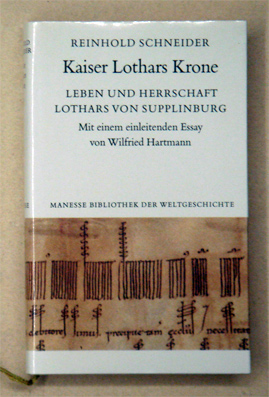 REINHOLD SCHNEIDER
Kaiser Lothars Krone
LEBEN UND HERRSCHAFT
LOTHARS VON SUPPLINBURG
Mit einem einleitenden Essay
von Wilfried Hartmann
MANESSE BIBLIOTHEK DER WELTGESCHICHTE